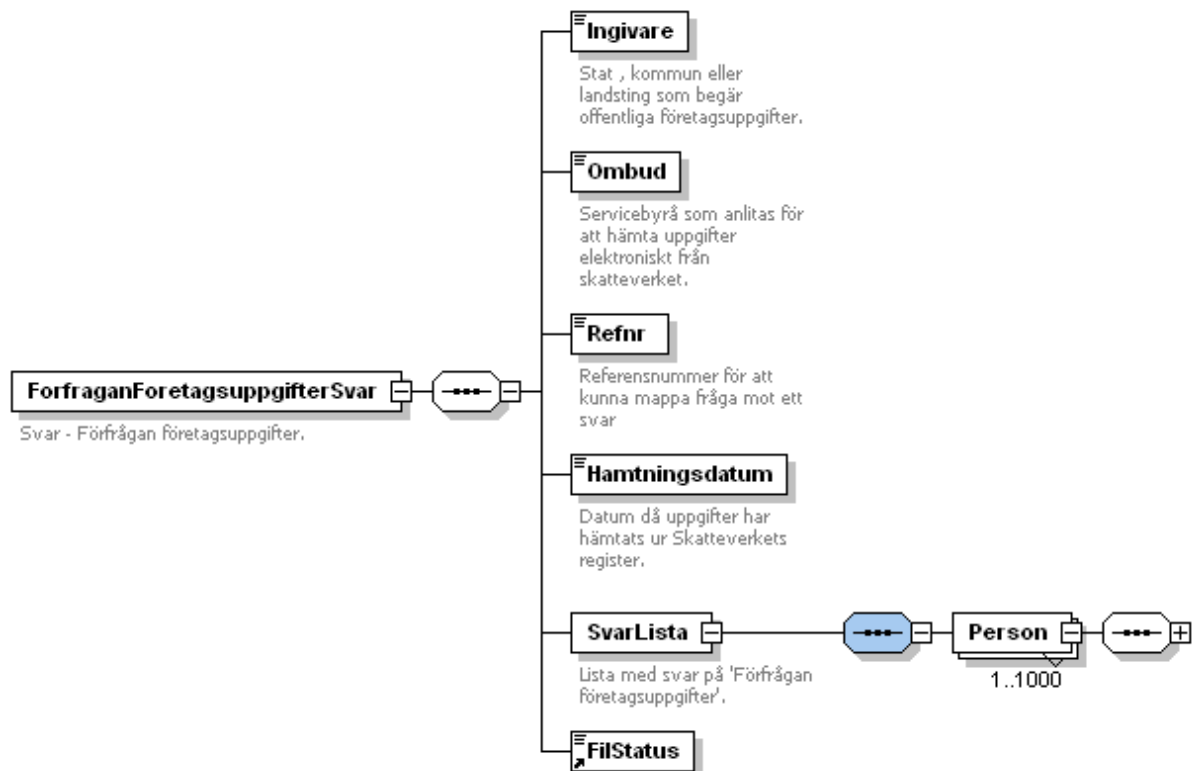 Ingivare
Stat , kommun eller
landsting som begär
offentliga företagsuppgifter.
Ombud
Servicebyrå som anlitas för
att hämta uppgifter
elektroniskt från
skatteverket.
Refnr
Referensnummer för att
kunna mappa fråga mot ett
svar
ForfraganForetagsuppgifterSvar
Svar - Förfrågan företagsuppgifter.
Hamtningsdatum
Datum då uppgifter har
hämtats ur Skatteverkets
register.
SvarLista
Lista med svar på 'Förfrågan
företagsuppgifter'.
Person
1..1000
FilStatus